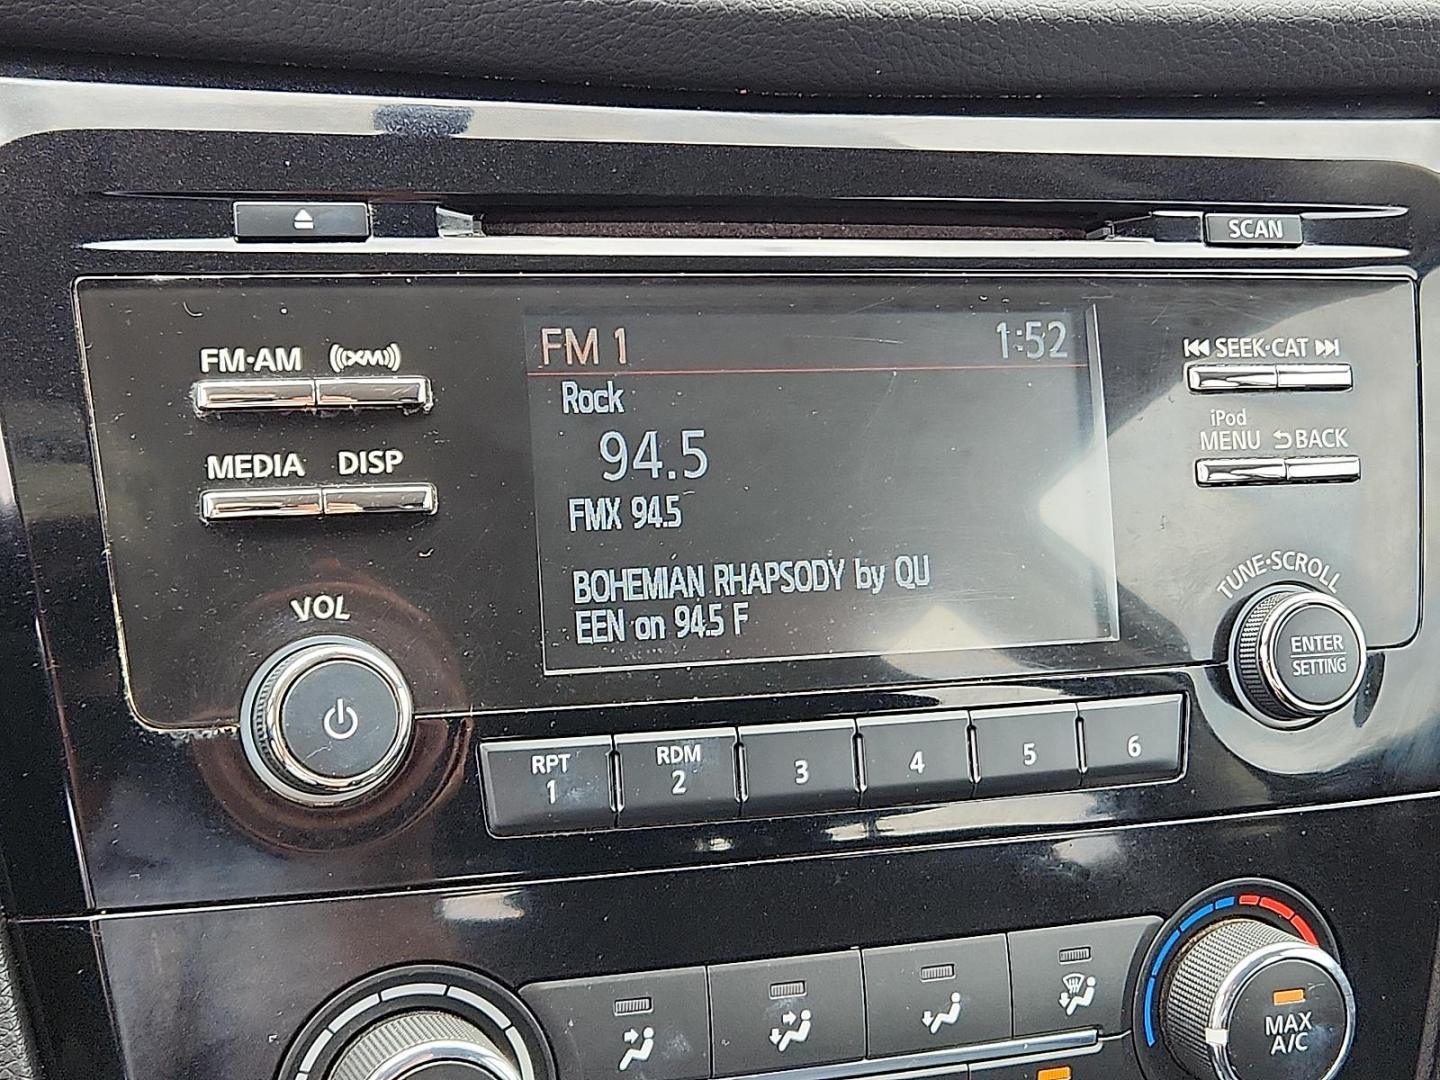 SCAN
FM·AM
XM
FM 1
1:52
SEEK·CAT
Rock
iPod
MENU
BACK
94.5
MEDIA
DISP
FMX 94.5
BOHEMIAN RHAPSODY by QU
EEN on 94.5 F
TUNE·SCROLL
VOL
ENTER
SETTING
RPT
1
RDM
2
3
4
5
6
MAX
A/C